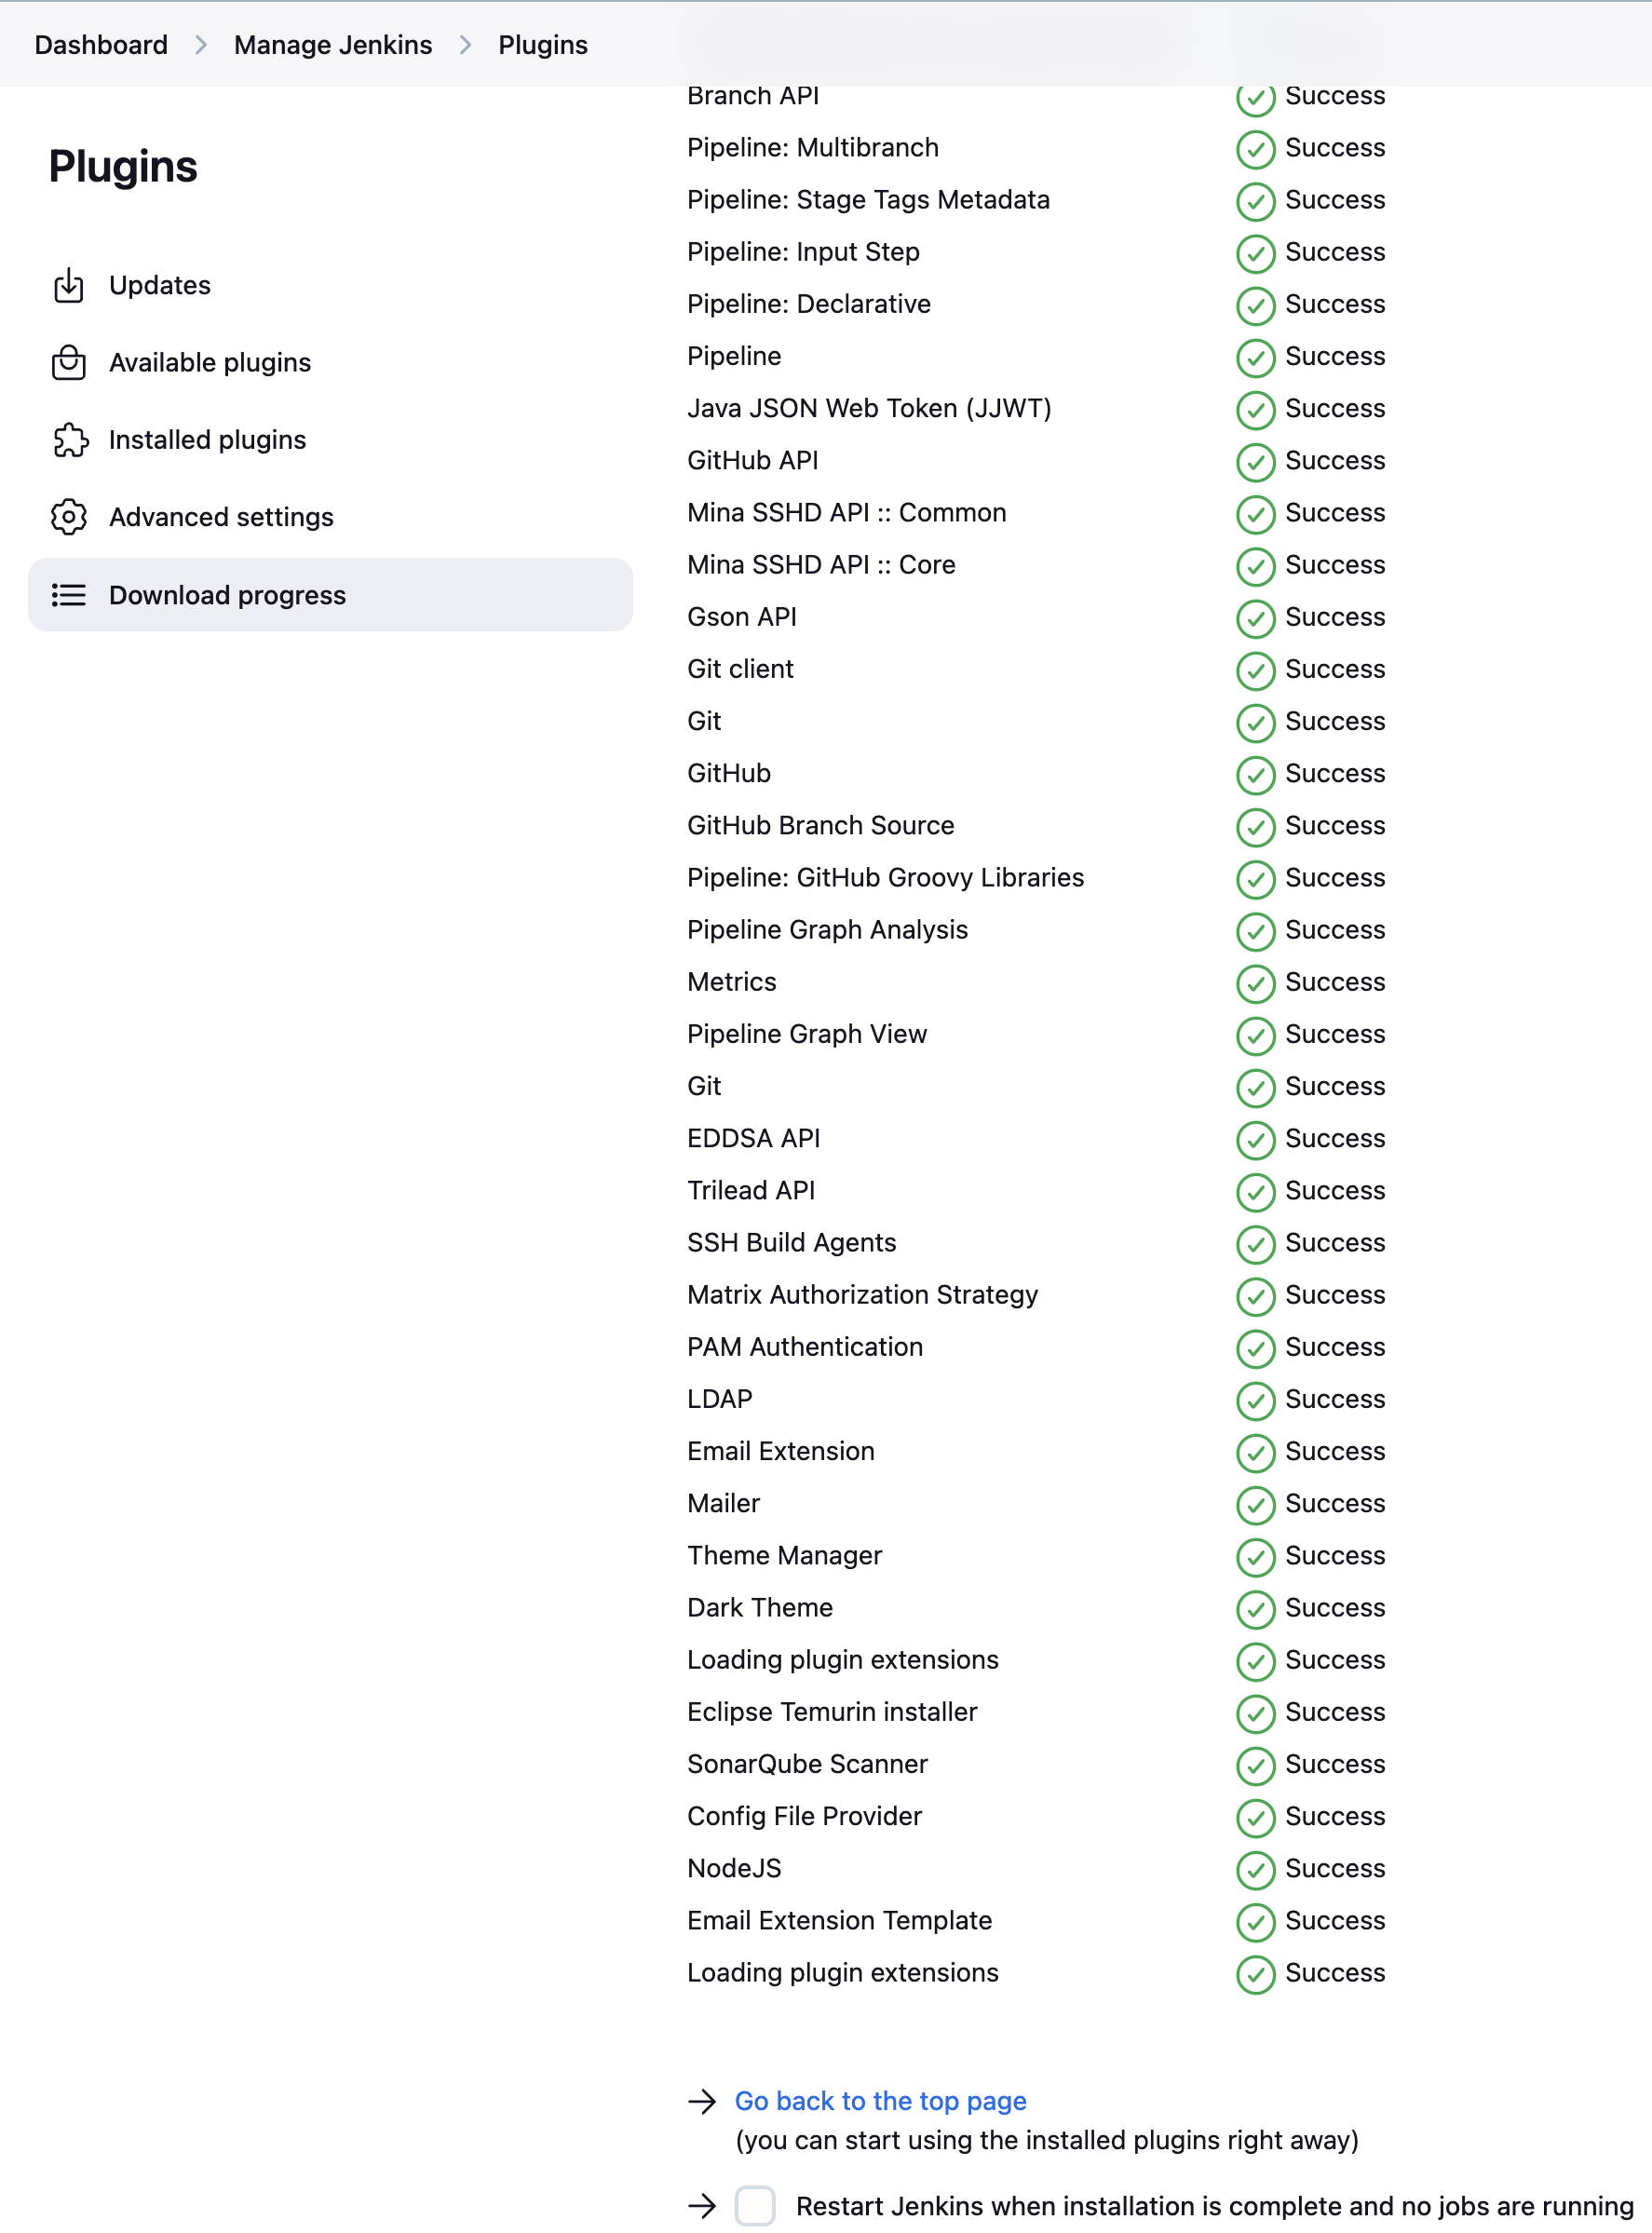 Dashboard > Manage Jenkins > Plugins
Plugins
Updates
Available plugins
Installed plugins
Advanced settings
Download progress
Branch API Success
Pipeline: Multibranch Success
Pipeline: Stage Tags Metadata Success
Pipeline: Input Step Success
Pipeline: Declarative Success
Pipeline Success
Java JSON Web Token (JJWT) Success
GitHub API Success
Mina SSHD API :: Common Success
Mina SSHD API :: Core Success
Gson API Success
Git client Success
Git Success
GitHub Success
GitHub Branch Source Success
Pipeline: GitHub Groovy Libraries Success
Pipeline Graph Analysis Success
Metrics Success
Pipeline Graph View Success
Git Success
EDDSA API Success
Trilead API Success
SSH Build Agents Success
Matrix Authorization Strategy Success
PAM Authentication Success
LDAP Success
Email Extension Success
Mailer Success
Theme Manager Success
Dark Theme Success
Loading plugin extensions Success
Eclipse Temurin installer Success
SonarQube Scanner Success
Config File Provider Success
NodeJS Success
Email Extension Template Success
Loading plugin extensions Success
→ Go back to the top page
(you can start using the installed plugins right away)
→ Restart Jenkins when installation is complete and no jobs are running